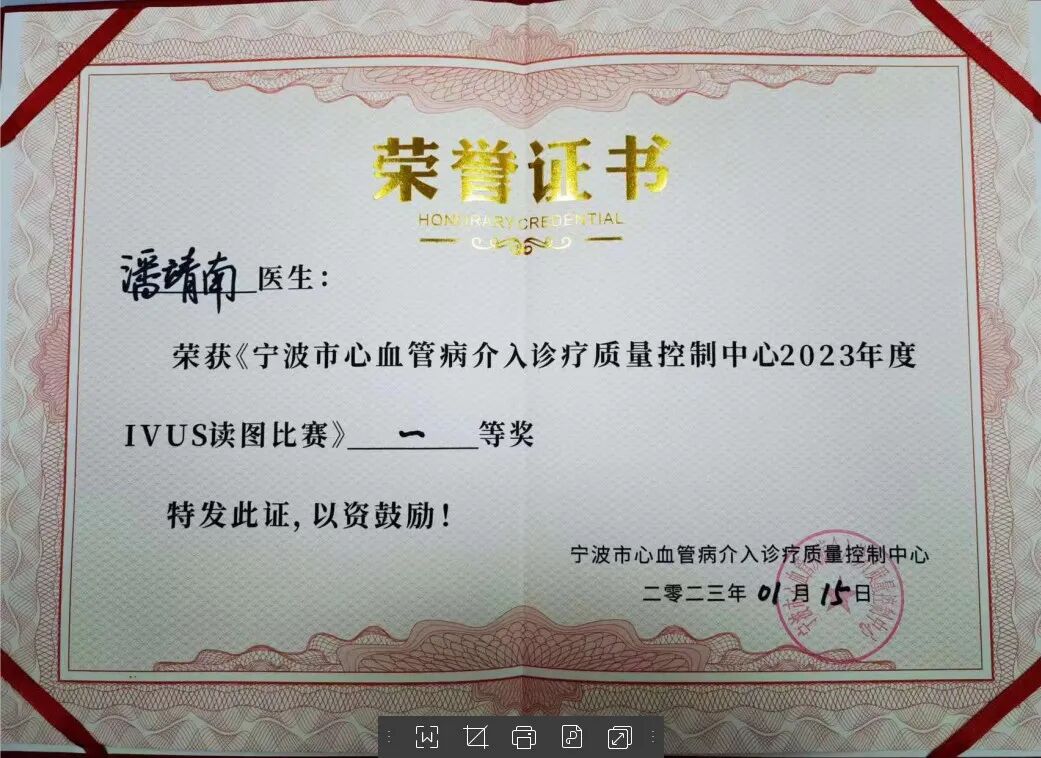 荣誉证书
HONORARY CREDENTIAL
潘靖南医生：
荣获《宁波市心血管病介入诊疗质量控制中心2023年度
IVUS读图比赛》一等奖
特发此证，以资鼓励！
宁波市心血管病介入诊疗质量控制中心
二零二三年01月15日